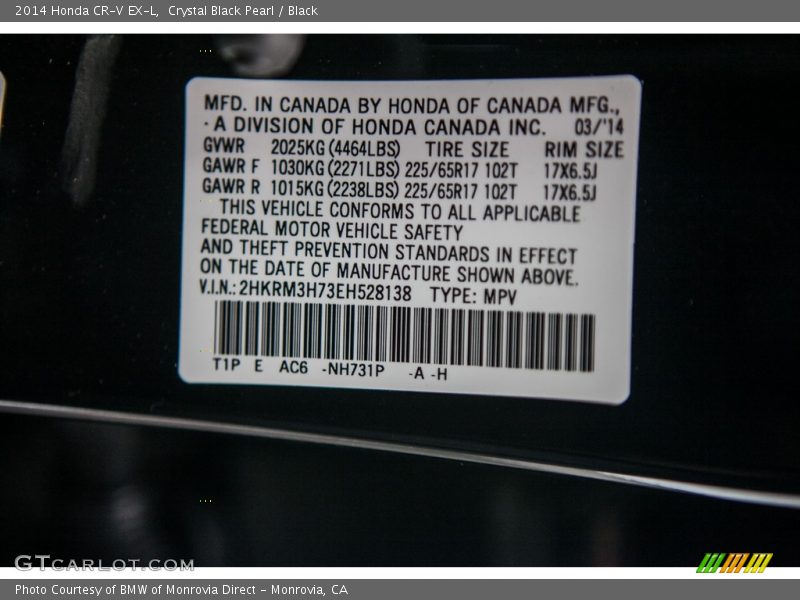 2014 Honda CR-V EX-L, Crystal Black Pearl / Black
MFD. IN CANADA BY HONDA OF CANADA MFG.,
- A DIVISION OF HONDA CANADA INC. 03/'14
GVWR 2025KG (4464LBS) TIRE SIZE RIM SIZE
GAWR F 1030KG (2271LBS) 225/65R17 102T 17X6.5J
GAWR R 1015KG (2238LBS) 225/65R17 102T 17X6.5J
THIS VEHICLE CONFORMS TO ALL APPLICABLE
FEDERAL MOTOR VEHICLE SAFETY
AND THEFT PREVENTION STANDARDS IN EFFECT
ON THE DATE OF MANUFACTURE SHOWN ABOVE.
V.I.N.: 2HKRM3H73EH528138 TYPE: MPV
T1P E AC6 -NH731P -A -H
GTCARLOT.COM
Photo Courtesy of BMW of Monrovia Direct - Monrovia, CA